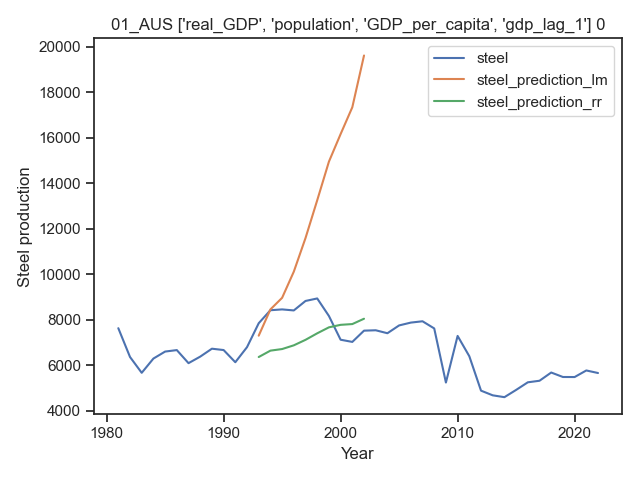 01_AUS ['real_GDP', 'population', 'GDP_per_capita', 'gdp_lag_1'] 0
steel
steel_prediction_lm
steel_prediction_rr
Steel production
20000
18000
16000
14000
12000
10000
8000
6000
4000
1980
1990
2000
2010
2020
Year